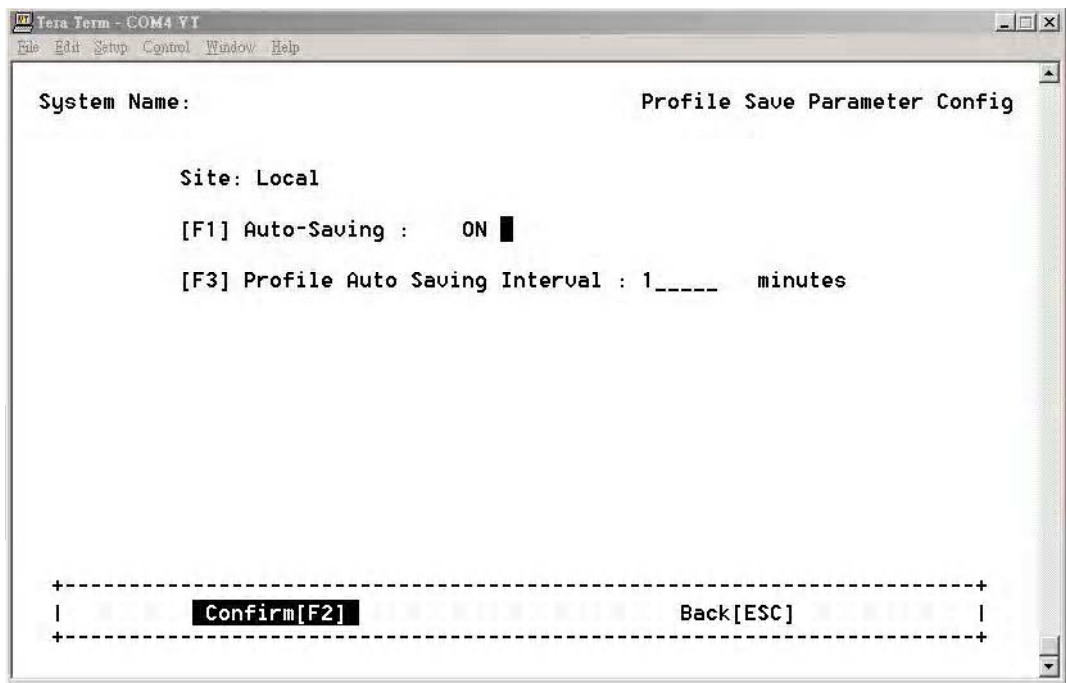 Tera Term - COM4 VT
File Edit Setup Control Window Help
System Name: Profile Save Parameter Config
Site: Local
[F1] Auto-Saving : ON
[F3] Profile Auto Saving Interval : 1_____ minutes
+-----------------------------------------------------------------------+
| Confirm[F2] Back[ESC] |
+-----------------------------------------------------------------------+